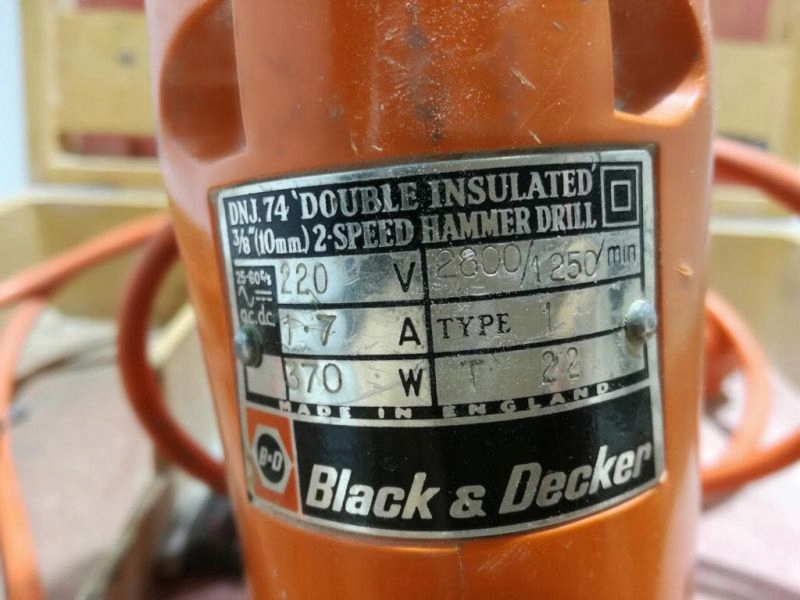 D.N.J. 74 'DOUBLE INSULATED'
3/8" (10mm.) 2-SPEED HAMMER DRILL
25-60 c/s 220 V 2800/1250/min
a.c. d.c. 1·7 A TYPE 1
370 W T 22
MADE IN ENGLAND
B·D Black & Decker